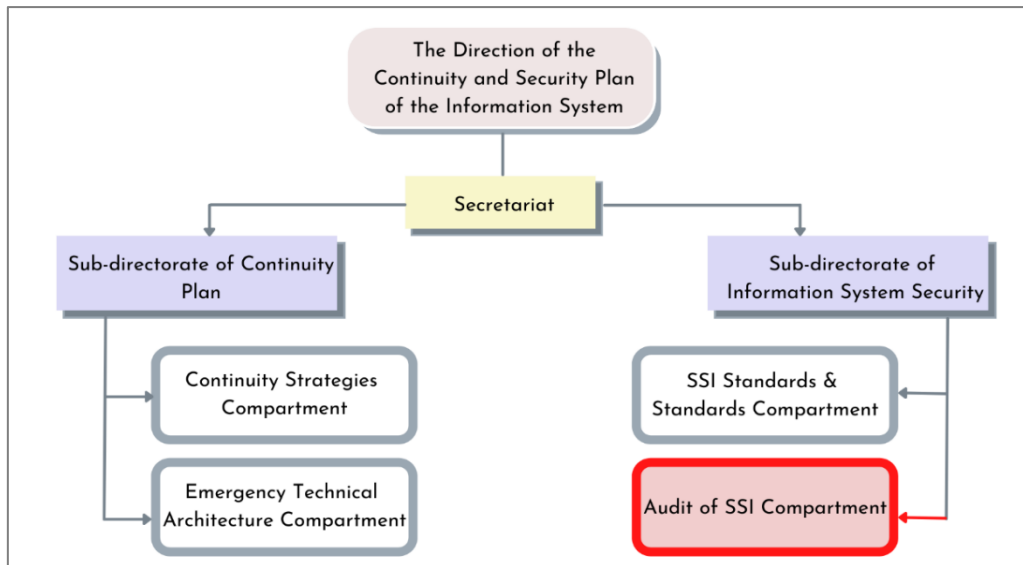 The Direction of the
Continuity and Security Plan
of the Information System
Secretariat
Sub-directorate of Continuity
Plan
Sub-directorate of
Information System Security
Continuity Strategies
Compartment
SSI Standards &
Standards Compartment
Emergency Technical
Architecture Compartment
Audit of SSI Compartment